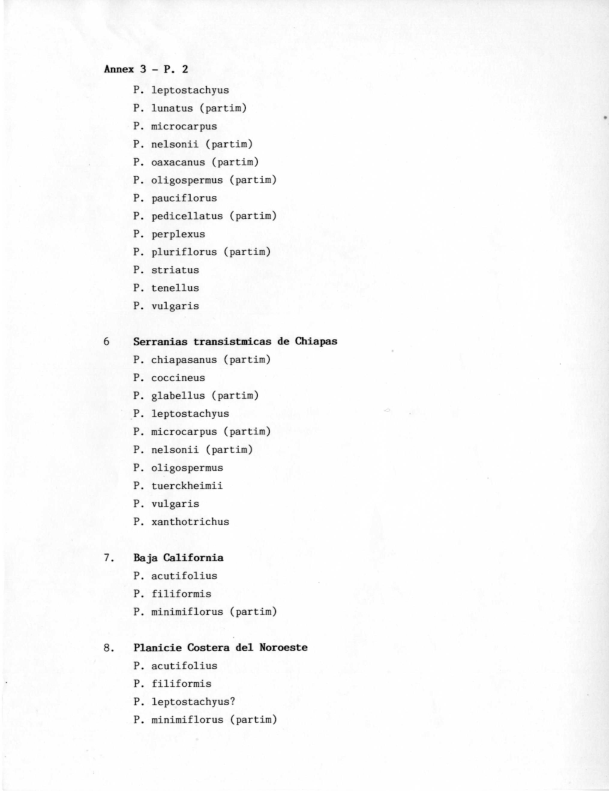 Annex 3 - P. 2
P. leptostachyus
P. lunatus (partim)
P. microcarpus
P. nelsonii (partim)
P. oaxacanus (partim)
P. oligospermus (partim)
P. pauciflorus
P. pedicellatus (partim)
P. perplexus
P. pluriflorus (partim)
P. striatus
P. tenellus
P. vulgaris
6 Serranias transistmicas de Chiapas
P. chiapasanus (partim)
P. coccineus
P. glabellus (partim)
P. leptostachyus
P. microcarpus (partim)
P. nelsonii (partim)
P. oligospermus
P. tuerckheimii
P. vulgaris
P. xanthotrichus
7. Baja California
P. acutifolius
P. filiformis
P. minimiflorus (partim)
8. Planicie Costera del Noroeste
P. acutifolius
P. filiformis
P. leptostachyus?
P. minimiflorus (partim)